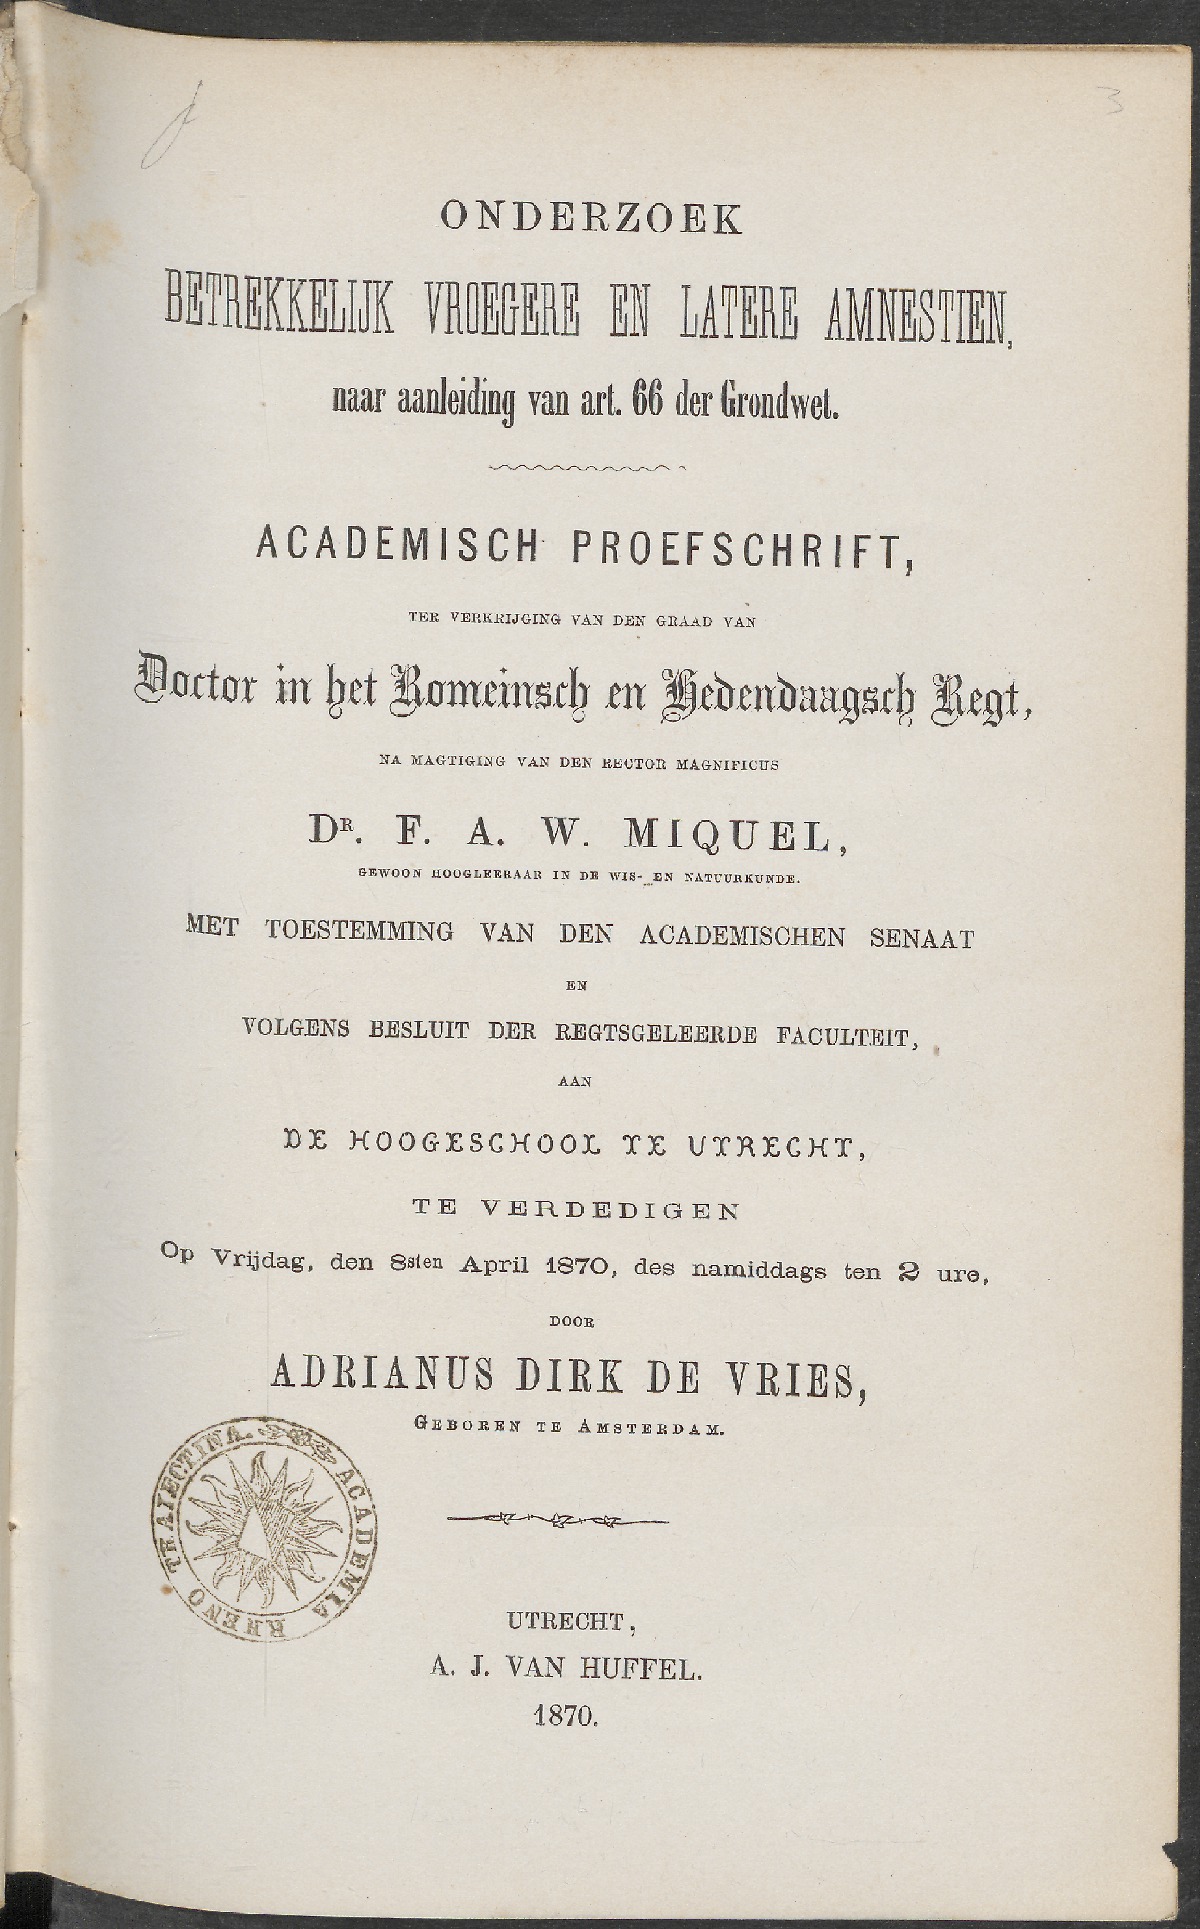 3
ONDERZOEK
BETREKKELIJK VROEGERE EN LATERE AMNESTIEN,
naar aanleiding van art. 66 der Grondwet.
ACADEMISCH PROEFSCHRIFT,
TER VERKRIJGING VAN DEN GRAAD VAN
Doctor in het Romeinsch en Hedendaagsch Regt,
NA MAGTIGING VAN DEN RECTOR MAGNIFICUS
DR. F. A. W. MIQUEL,
GEWOON HOOGLEERAAR IN DE WIS- EN NATUURKUNDE.
MET TOESTEMMING VAN DEN ACADEMISCHEN SENAAT
EN
VOLGENS BESLUIT DER REGTSGELEERDE FACULTEIT,
AAN
DE HOOGESCHOOL TE UTRECHT,
TE VERDEDIGEN
Op Vrijdag, den 8sten April 1870, des namiddags ten 2 ure,
DOOR
ADRIANUS DIRK DE VRIES,
GEBOREN TE AMSTERDAM.
ACADEMIA RHENO TRAIECTINA.
UTRECHT,
A. J. VAN HUFFEL.
1870.